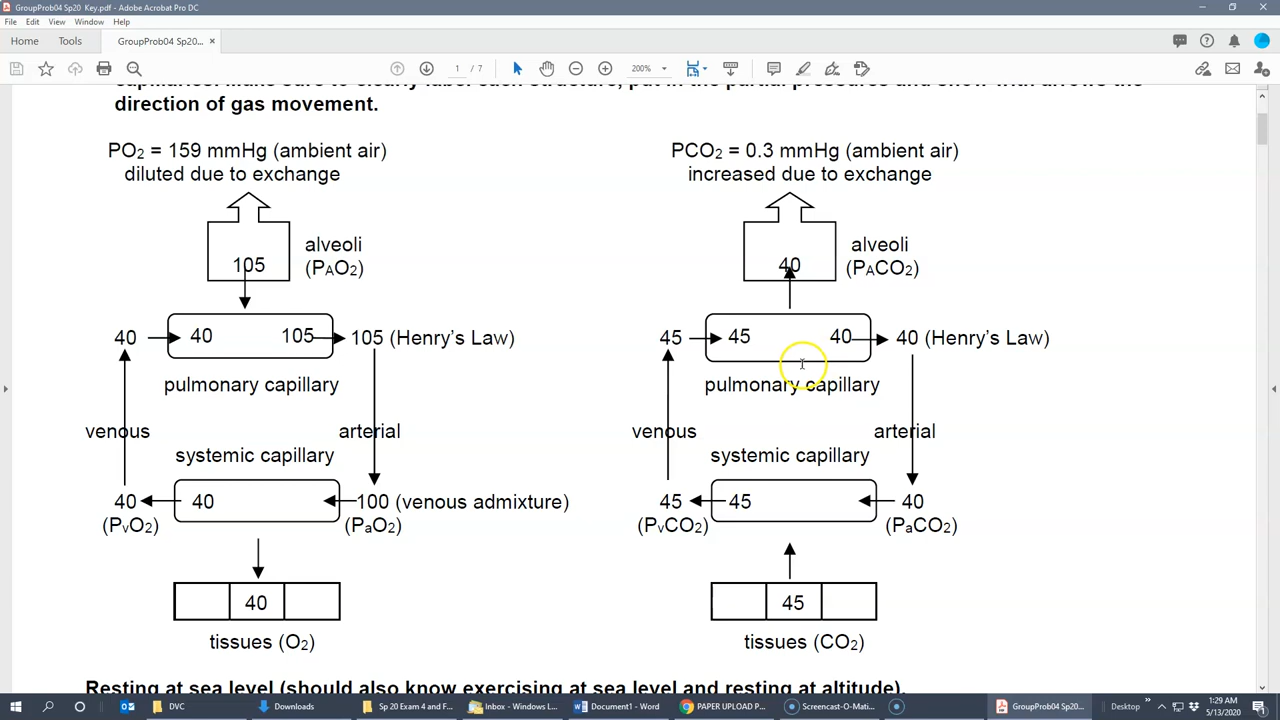 GroupProb04 Sp20 Key.pdf - Adobe Acrobat Pro DC
File Edit View Window Help
Home Tools GroupProb04 Sp20... ×
1 / 7 200%
direction of gas movement.
PO2 = 159 mmHg (ambient air)
diluted due to exchange
105
alveoli
(PAO2)
40 40 105 105 (Henry's Law)
pulmonary capillary
venous arterial
systemic capillary
40 40 100 (venous admixture)
(PvO2) (PaO2)
40
tissues (O2)
PCO2 = 0.3 mmHg (ambient air)
increased due to exchange
40
alveoli
(PACO2)
45 45 40 40 (Henry's Law)
pulmonary capillary
venous arterial
systemic capillary
45 45 40
(PvCO2) (PaCO2)
45
tissues (CO2)
Resting at sea level (should also know exercising at sea level and resting at altitude).
DVC Downloads Sp 20 Exam 4 and F... Inbox - Windows L... Document1 - Word PAPER UPLOAD P... Screencast-O-Mati... GroupProb04 Sp20... Desktop 1:29 AM
5/13/2020